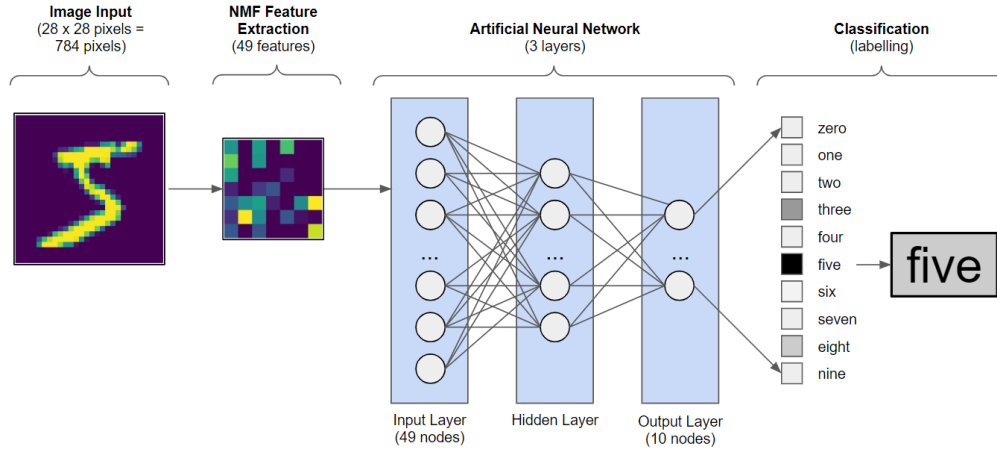 Image Input
(28 x 28 pixels =
784 pixels)
NMF Feature
Extraction
(49 features)
Artificial Neural Network
(3 layers)
Classification
(labelling)
zero
one
two
three
four
five
six
seven
eight
nine
five
...
...
...
Input Layer
(49 nodes)
Hidden Layer
Output Layer
(10 nodes)